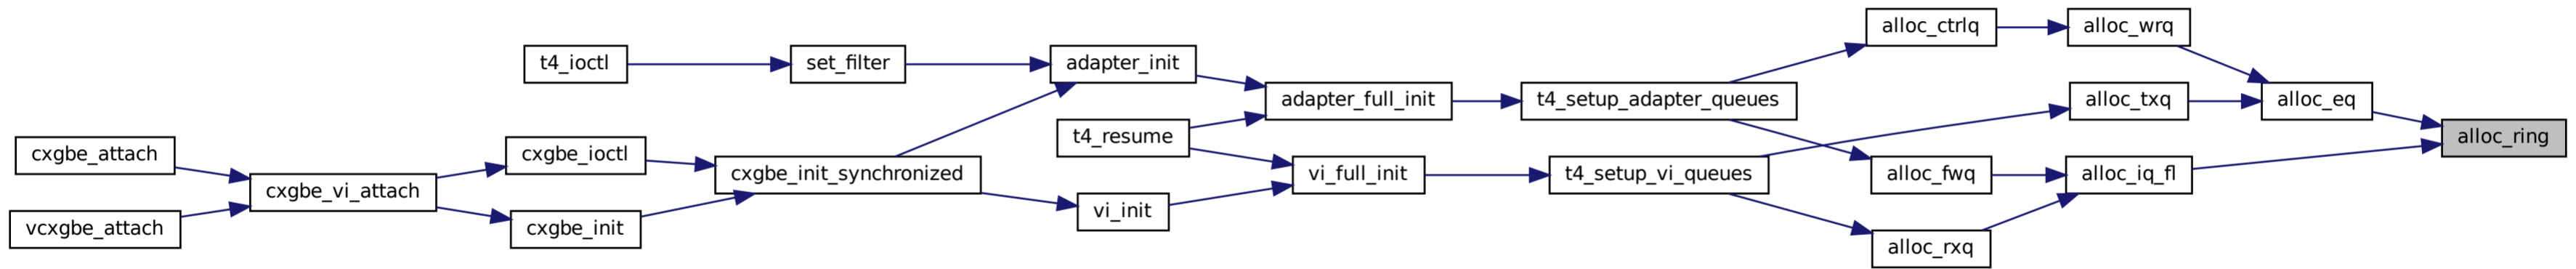 alloc_ctrlq
alloc_wrq
t4_ioctl
set_filter
adapter_init
adapter_full_init
t4_setup_adapter_queues
alloc_txq
alloc_eq
t4_resume
alloc_ring
cxgbe_attach
cxgbe_ioctl
cxgbe_init_synchronized
vi_full_init
t4_setup_vi_queues
alloc_fwq
alloc_iq_fl
cxgbe_vi_attach
vi_init
vcxgbe_attach
cxgbe_init
alloc_rxq